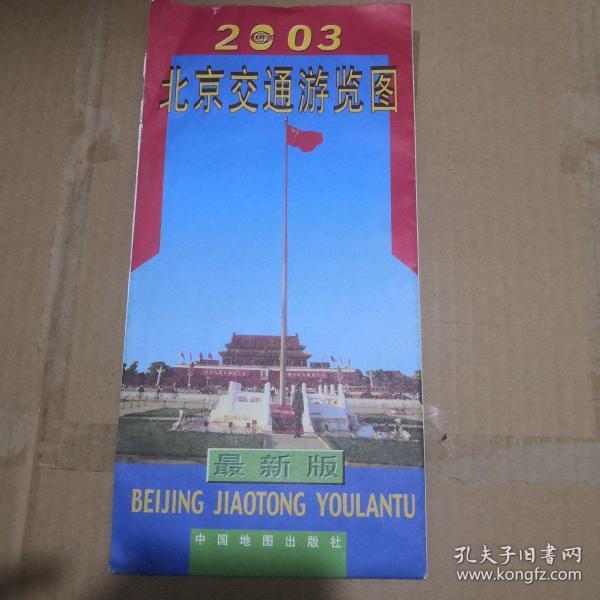 2003
北京交通游览图
最新版
BEIJING JIAOTONG YOULANTU
中国地图出版社
孔夫子旧书网
www.kongfz.com